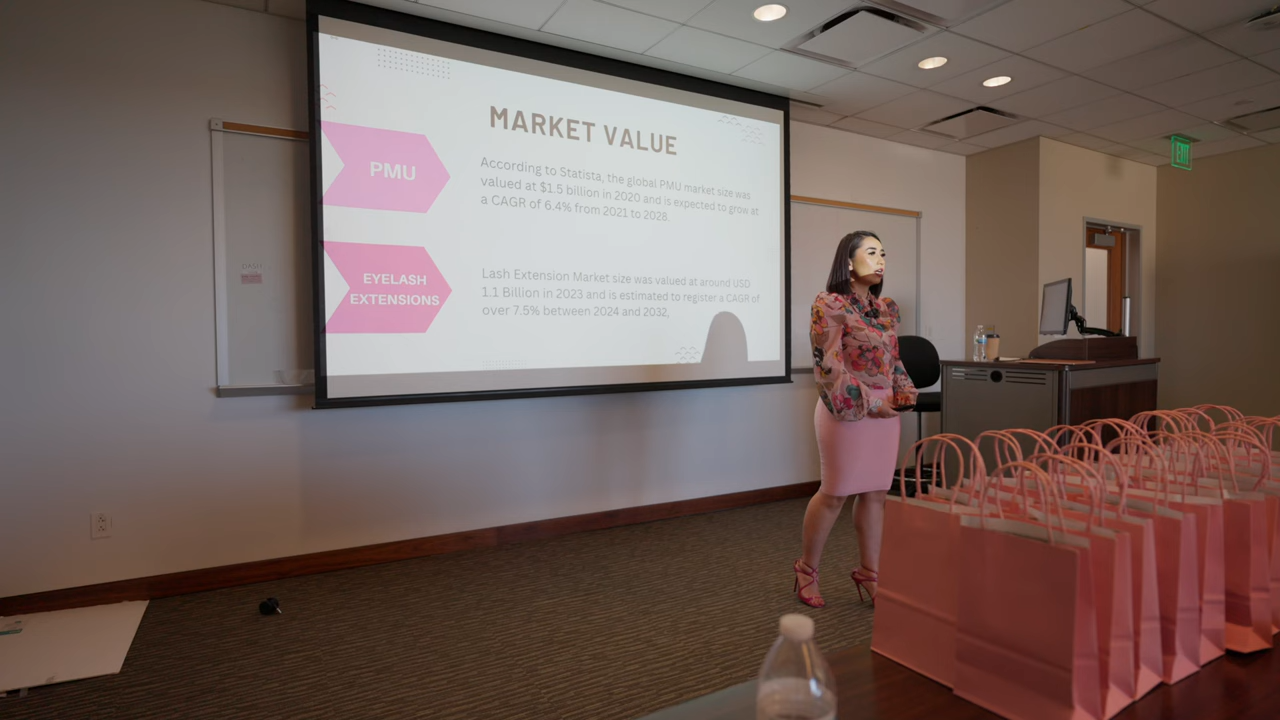 MARKET VALUE
PMU
According to Statista, the global PMU market size was
valued at $1.5 billion in 2020 and is expected to grow at
a CAGR of 6.4% from 2021 to 2028.
EYELASH
EXTENSIONS
Lash Extension Market size was valued at around USD
1.1 Billion in 2023 and is estimated to register a CAGR of
over 7.5% between 2024 and 2032,
EXIT